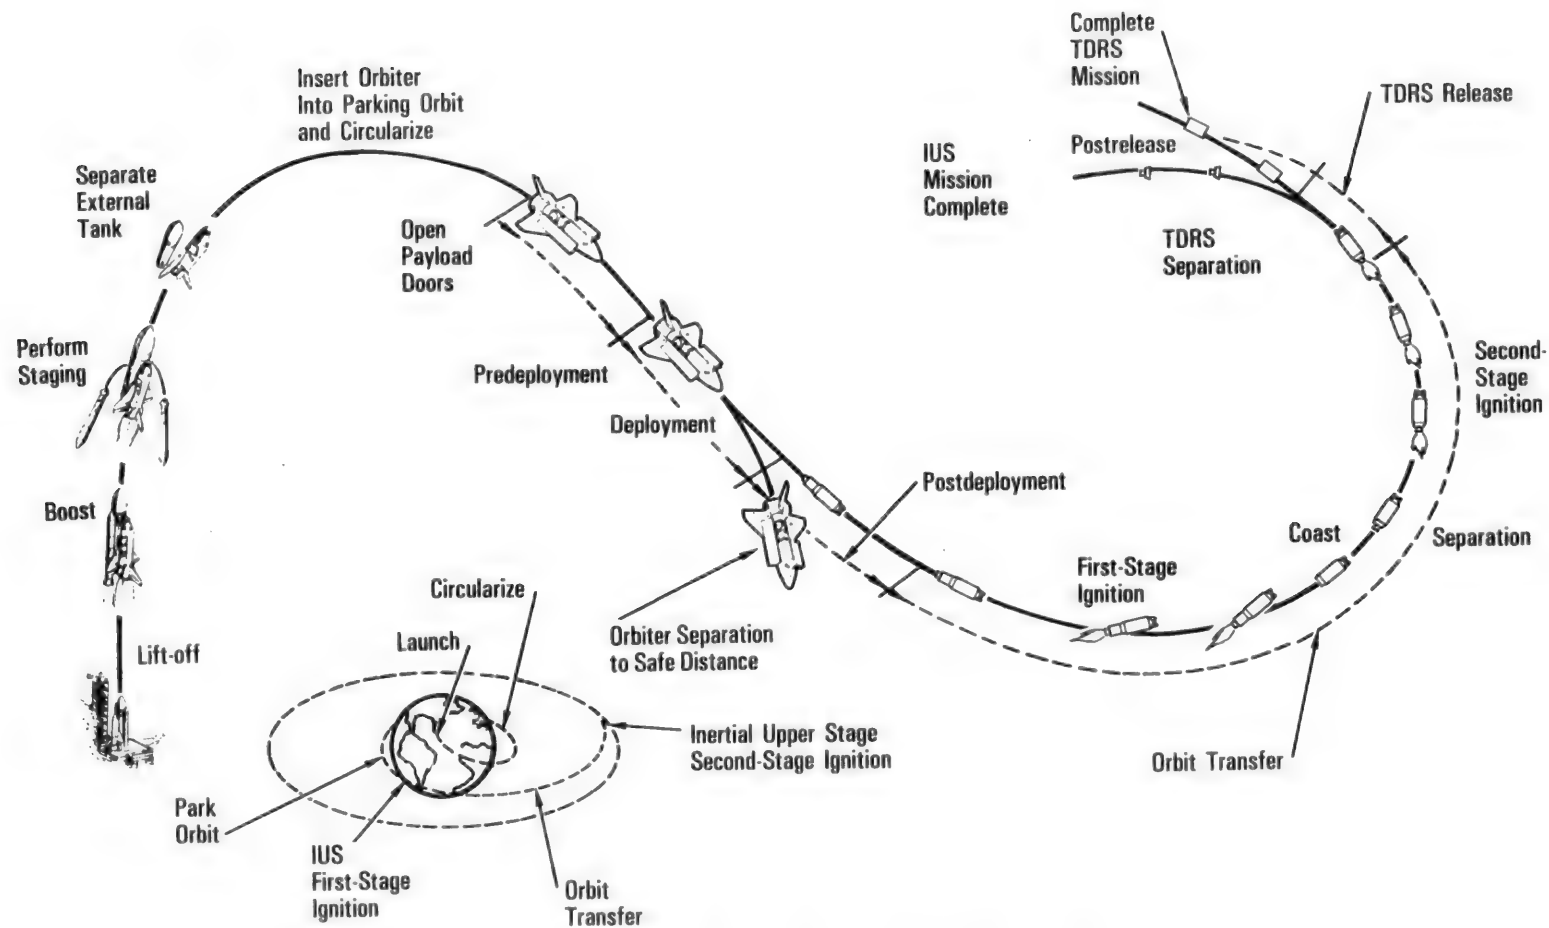 Complete
TDRS
Mission
TDRS Release
Insert Orbiter
Into Parking Orbit
and Circularize
Postrelease
IUS
Mission
Complete
Separate
External
Tank
Open
Payload
Doors
TDRS
Separation
Perform
Staging
Second-
Stage
Ignition
Predeployment
Deployment
Postdeployment
Boost
Coast
Separation
First-Stage
Ignition
Circularize
Launch
Orbiter Separation
to Safe Distance
Lift-off
Inertial Upper Stage
Second-Stage Ignition
Orbit Transfer
Park
Orbit
IUS
First-Stage
Ignition
Orbit
Transfer